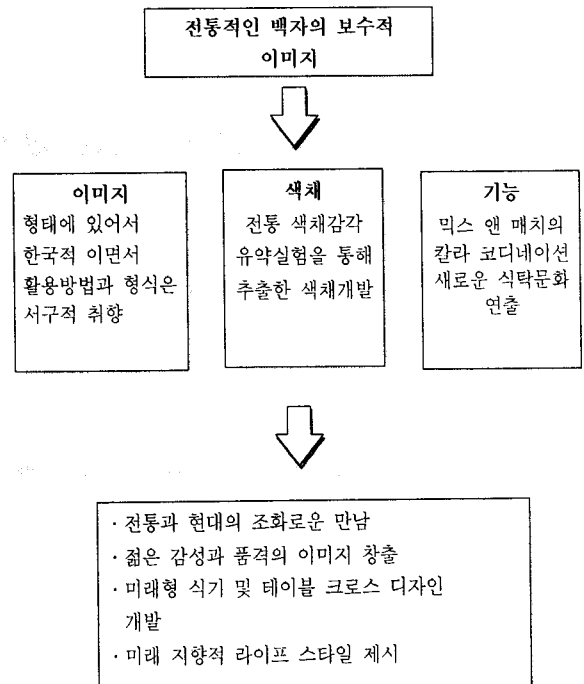 전통적인 백자의 보수적
이미지
이미지
형태에 있어서
한국적 이면서
활용방법과 형식은
서구적 취향
색채
전통 색채감각
유약실험을 통해
추출한 색채개발
기능
믹스 앤 매치의
칼라 코디네이션
새로운 식탁문화
연출
· 전통과 현대의 조화로운 만남
· 젊은 감성과 품격의 이미지 창출
· 미래형 식기 및 테이블 크로스 디자인
개발
· 미래 지향적 라이프 스타일 제시